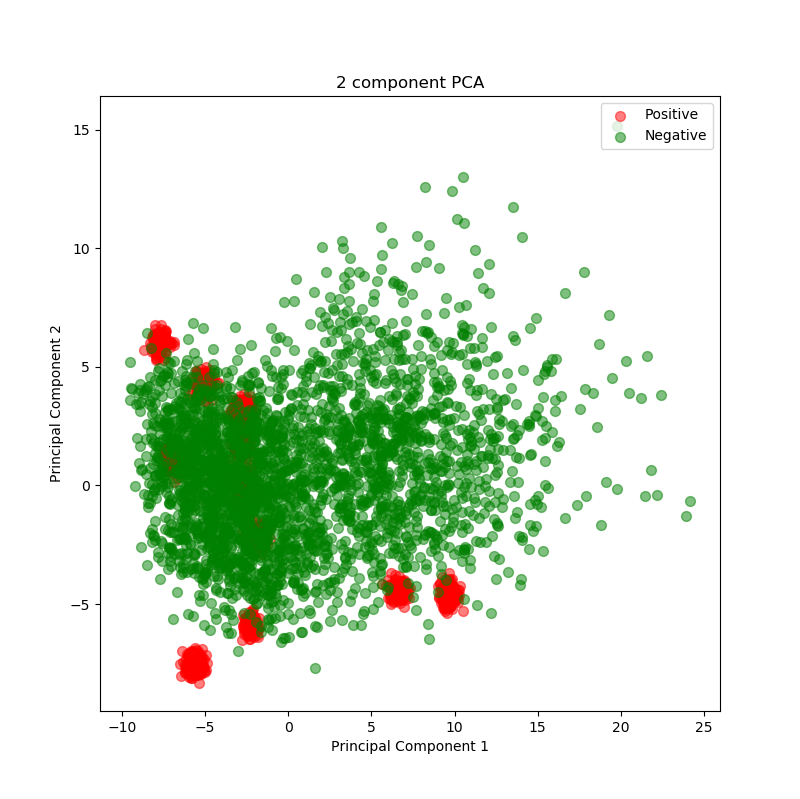 2 component PCA
Positive
Negative
15
10
5
0
−5
Principal Component 2
−10
−5
0
5
10
15
20
25
Principal Component 1